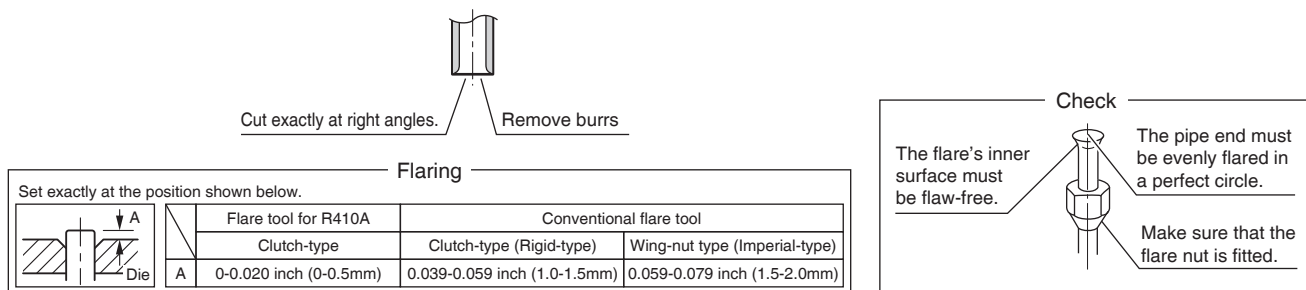 Cut exactly at right angles.
Remove burrs
Flaring
Set exactly at the position shown below.
A
Die
Flare tool for R410A
Conventional flare tool
Clutch-type
Clutch-type (Rigid-type)
Wing-nut type (Imperial-type)
A
0-0.020 inch (0-0.5mm)
0.039-0.059 inch (1.0-1.5mm)
0.059-0.079 inch (1.5-2.0mm)
Check
The flare's inner
surface must
be flaw-free.
The pipe end must
be evenly flared in
a perfect circle.
Make sure that the
flare nut is fitted.